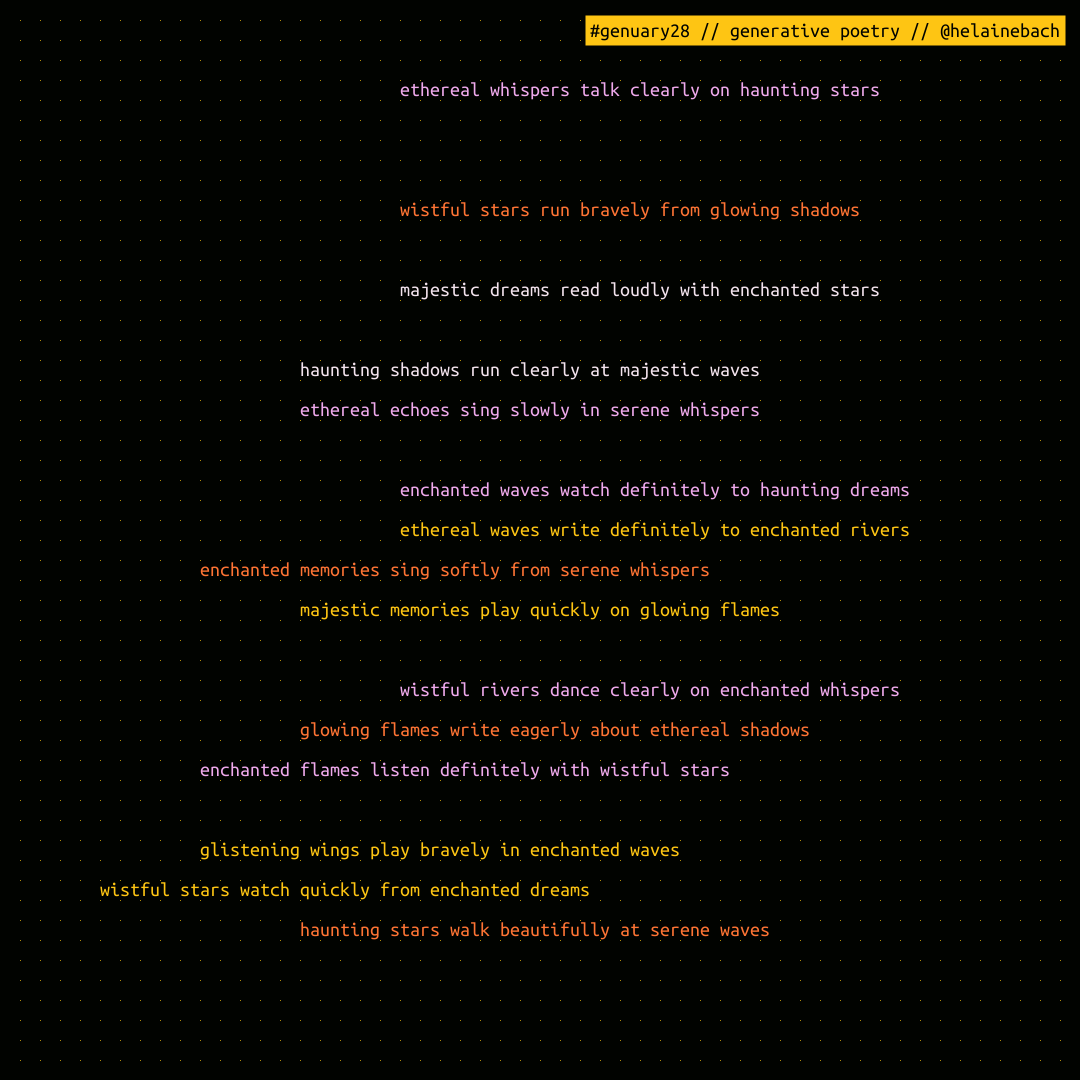 #genuary28 // generative poetry // @helainebach
ethereal whispers talk clearly on haunting stars
wistful stars run bravely from glowing shadows
majestic dreams read loudly with enchanted stars
haunting shadows run clearly at majestic waves
ethereal echoes sing slowly in serene whispers
enchanted waves watch definitely to haunting dreams
ethereal waves write definitely to enchanted rivers
enchanted memories sing softly from serene whispers
majestic memories play quickly on glowing flames
wistful rivers dance clearly on enchanted whispers
glowing flames write eagerly about ethereal shadows
enchanted flames listen definitely with wistful stars
glistening wings play bravely in enchanted waves
wistful stars watch quickly from enchanted dreams
haunting stars walk beautifully at serene waves